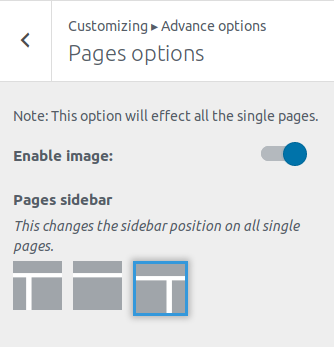 Customizing ▸ Advance options
Pages options
Note: This option will effect all the single pages.
Enable image:
Pages sidebar
This changes the sidebar position on all single
pages.